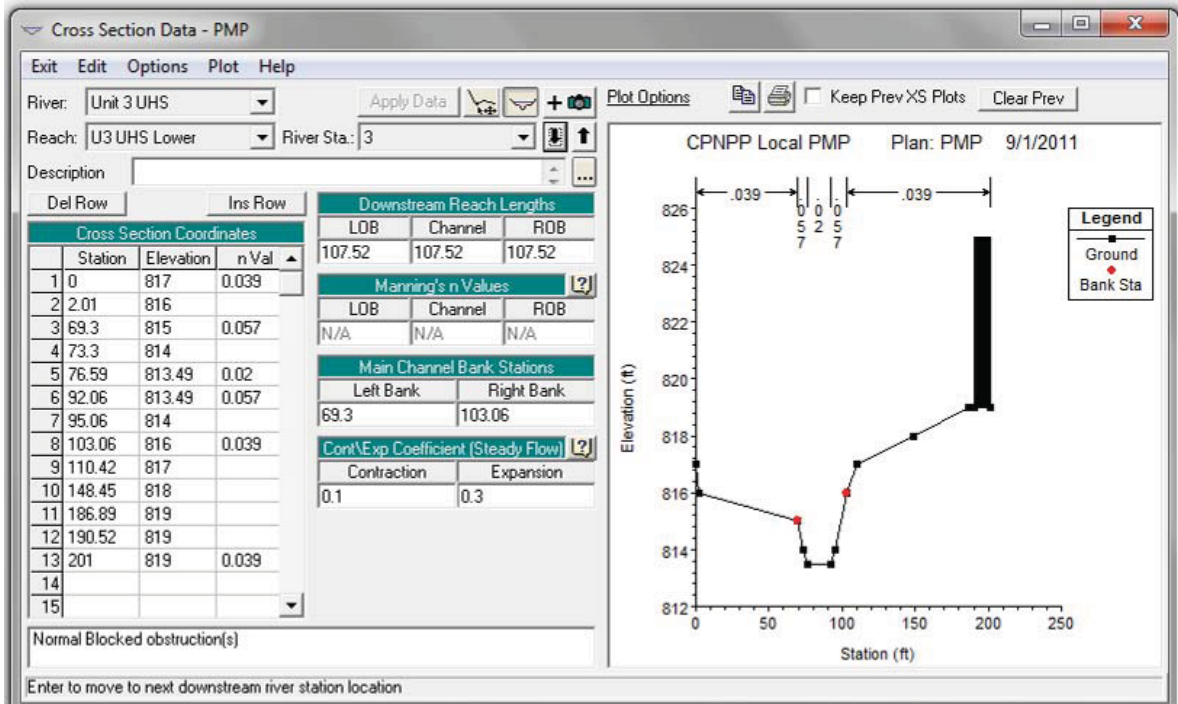 Cross Section Data - PMP
Exit Edit Options Plot Help
River: Unit 3 UHS
Apply Data
Plot Options
Keep Prev XS Plots
Clear Prev
Reach: U3 UHS Lower
River Sta.: 3
Description
...
Del Row
Ins Row
Cross Section Coordinates
Station Elevation n Val
1 0 817 0.039
2 2.01 816
3 69.3 815 0.057
4 73.3 814
5 76.59 813.49 0.02
6 92.06 813.49 0.057
7 95.06 814
8 103.06 816 0.039
9 110.42 817
10 148.45 818
11 186.89 819
12 190.52 819
13 201 819 0.039
14
15
Downstream Reach Lengths
LOB Channel ROB
107.52 107.52 107.52
Manning's n Values
LOB Channel ROB
N/A N/A N/A
Main Channel Bank Stations
Left Bank Right Bank
69.3 103.06
Cont\Exp Coefficient (Steady Flow)
Contraction Expansion
0.1 0.3
Normal Blocked obstruction(s)
Enter to move to next downstream river station location
CPNPP Local PMP Plan: PMP 9/1/2011
.039 .057 .02 .057 .039
826
824
822
820
818
816
814
812
Elevation (ft)
0 50 100 150 200 250
Station (ft)
Legend
Ground
Bank Sta